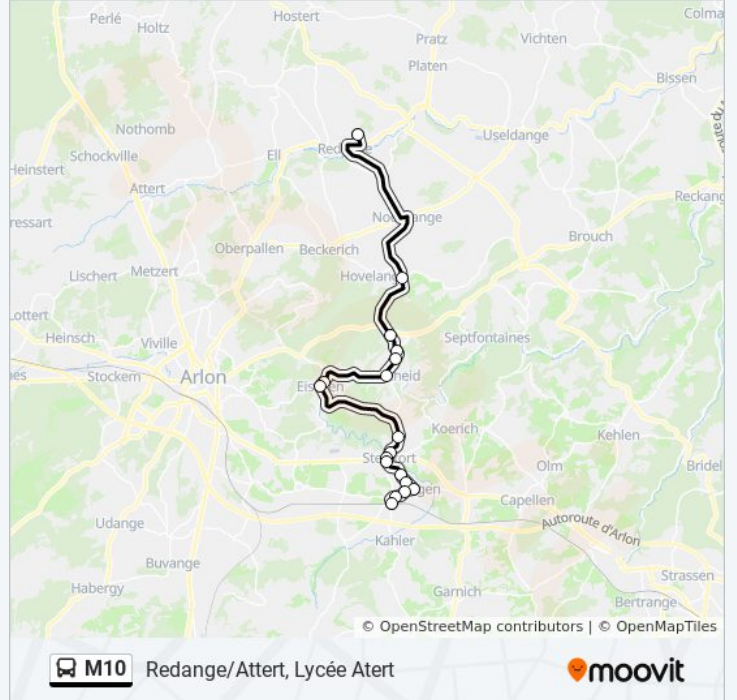 Hostert
Colma
Perlé
Holtz
Pratz
Vichten
Platen
Bissen
Nothomb
Useldange
Schockville
Ell
Heinstert
Attert
Reckang
ressart
Brouch
Oberpallen
Beckerich
Lischert
Metzert
Hovelange
Lottert
Heinsch
Viville
Septfontaines
Stockem
Arlon
Koerich
Kehlen
Olm
Bridel
Capellen
Udange
Autoroute d'Arlon
Kahler
Buvange
Strassen
Habergy
Garnich
Bertrange
© OpenStreetMap contributors | © OpenMapTiles
M10 Redange/Attert, Lycée Atert
moovit